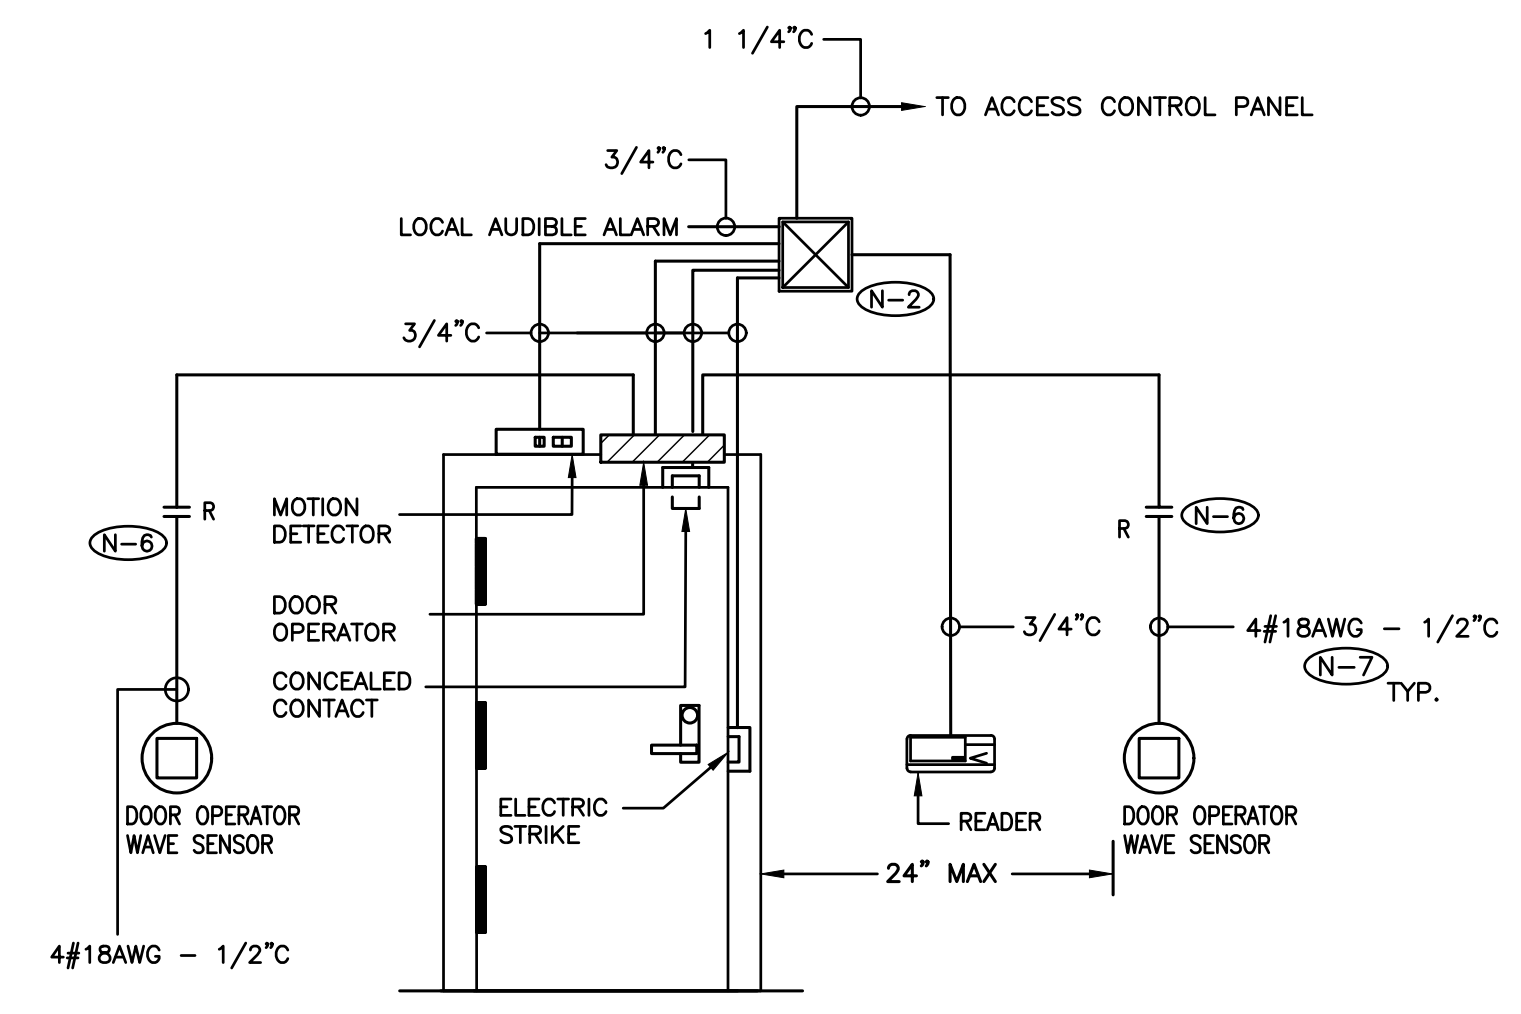 1 1/4"C
TO ACCESS CONTROL PANEL
3/4"C
LOCAL AUDIBLE ALARM
N-2
3/4"C
R
N-6
MOTION
DETECTOR
N-6
R
DOOR
OPERATOR
3/4"C
4#18AWG - 1/2"C
N-7
TYP.
CONCEALED
CONTACT
ELECTRIC
STRIKE
READER
DOOR OPERATOR
WAVE SENSOR
DOOR OPERATOR
WAVE SENSOR
24" MAX
4#18AWG - 1/2"C